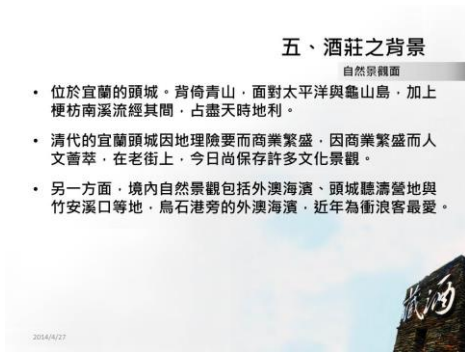 五、酒莊之背景
自然景觀面
• 位於宜蘭的頭城。背倚青山，面對太平洋與龜山島，加上
梗枋南溪流經其間，占盡天時地利。
• 清代的宜蘭頭城因地理險要而商業繁盛，因商業繁盛而人
文薈萃，在老街上，今日尚保存許多文化景觀。
• 另一方面，境內自然景觀包括外澳海濱、頭城聽濤營地與
竹安溪口等地，烏石港旁的外澳海濱，近年為衝浪客最愛。
藏酒
2014/4/27